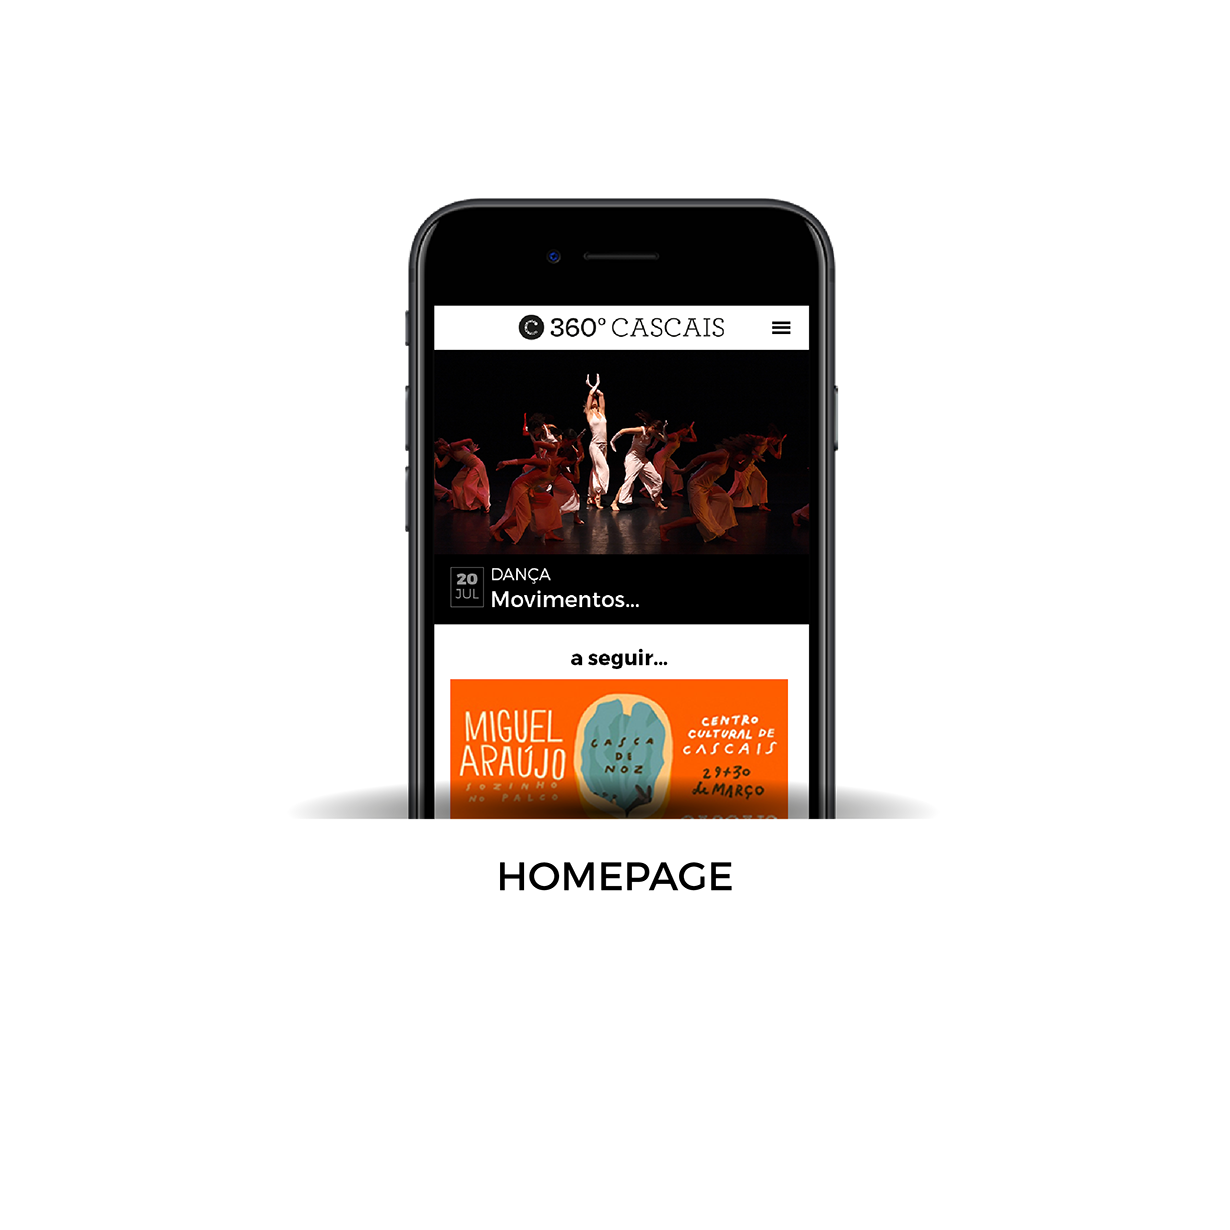 C 360º CASCAIS
20
JUL
DANÇA
Movimentos...
a seguir...
MIGUEL
ARAÚJO
SOZINHO
NO PALCO
CASCA
DE
NOZ
CENTRO
CULTURAL DE
CASCAIS
29+30
de MARÇO
HOMEPAGE